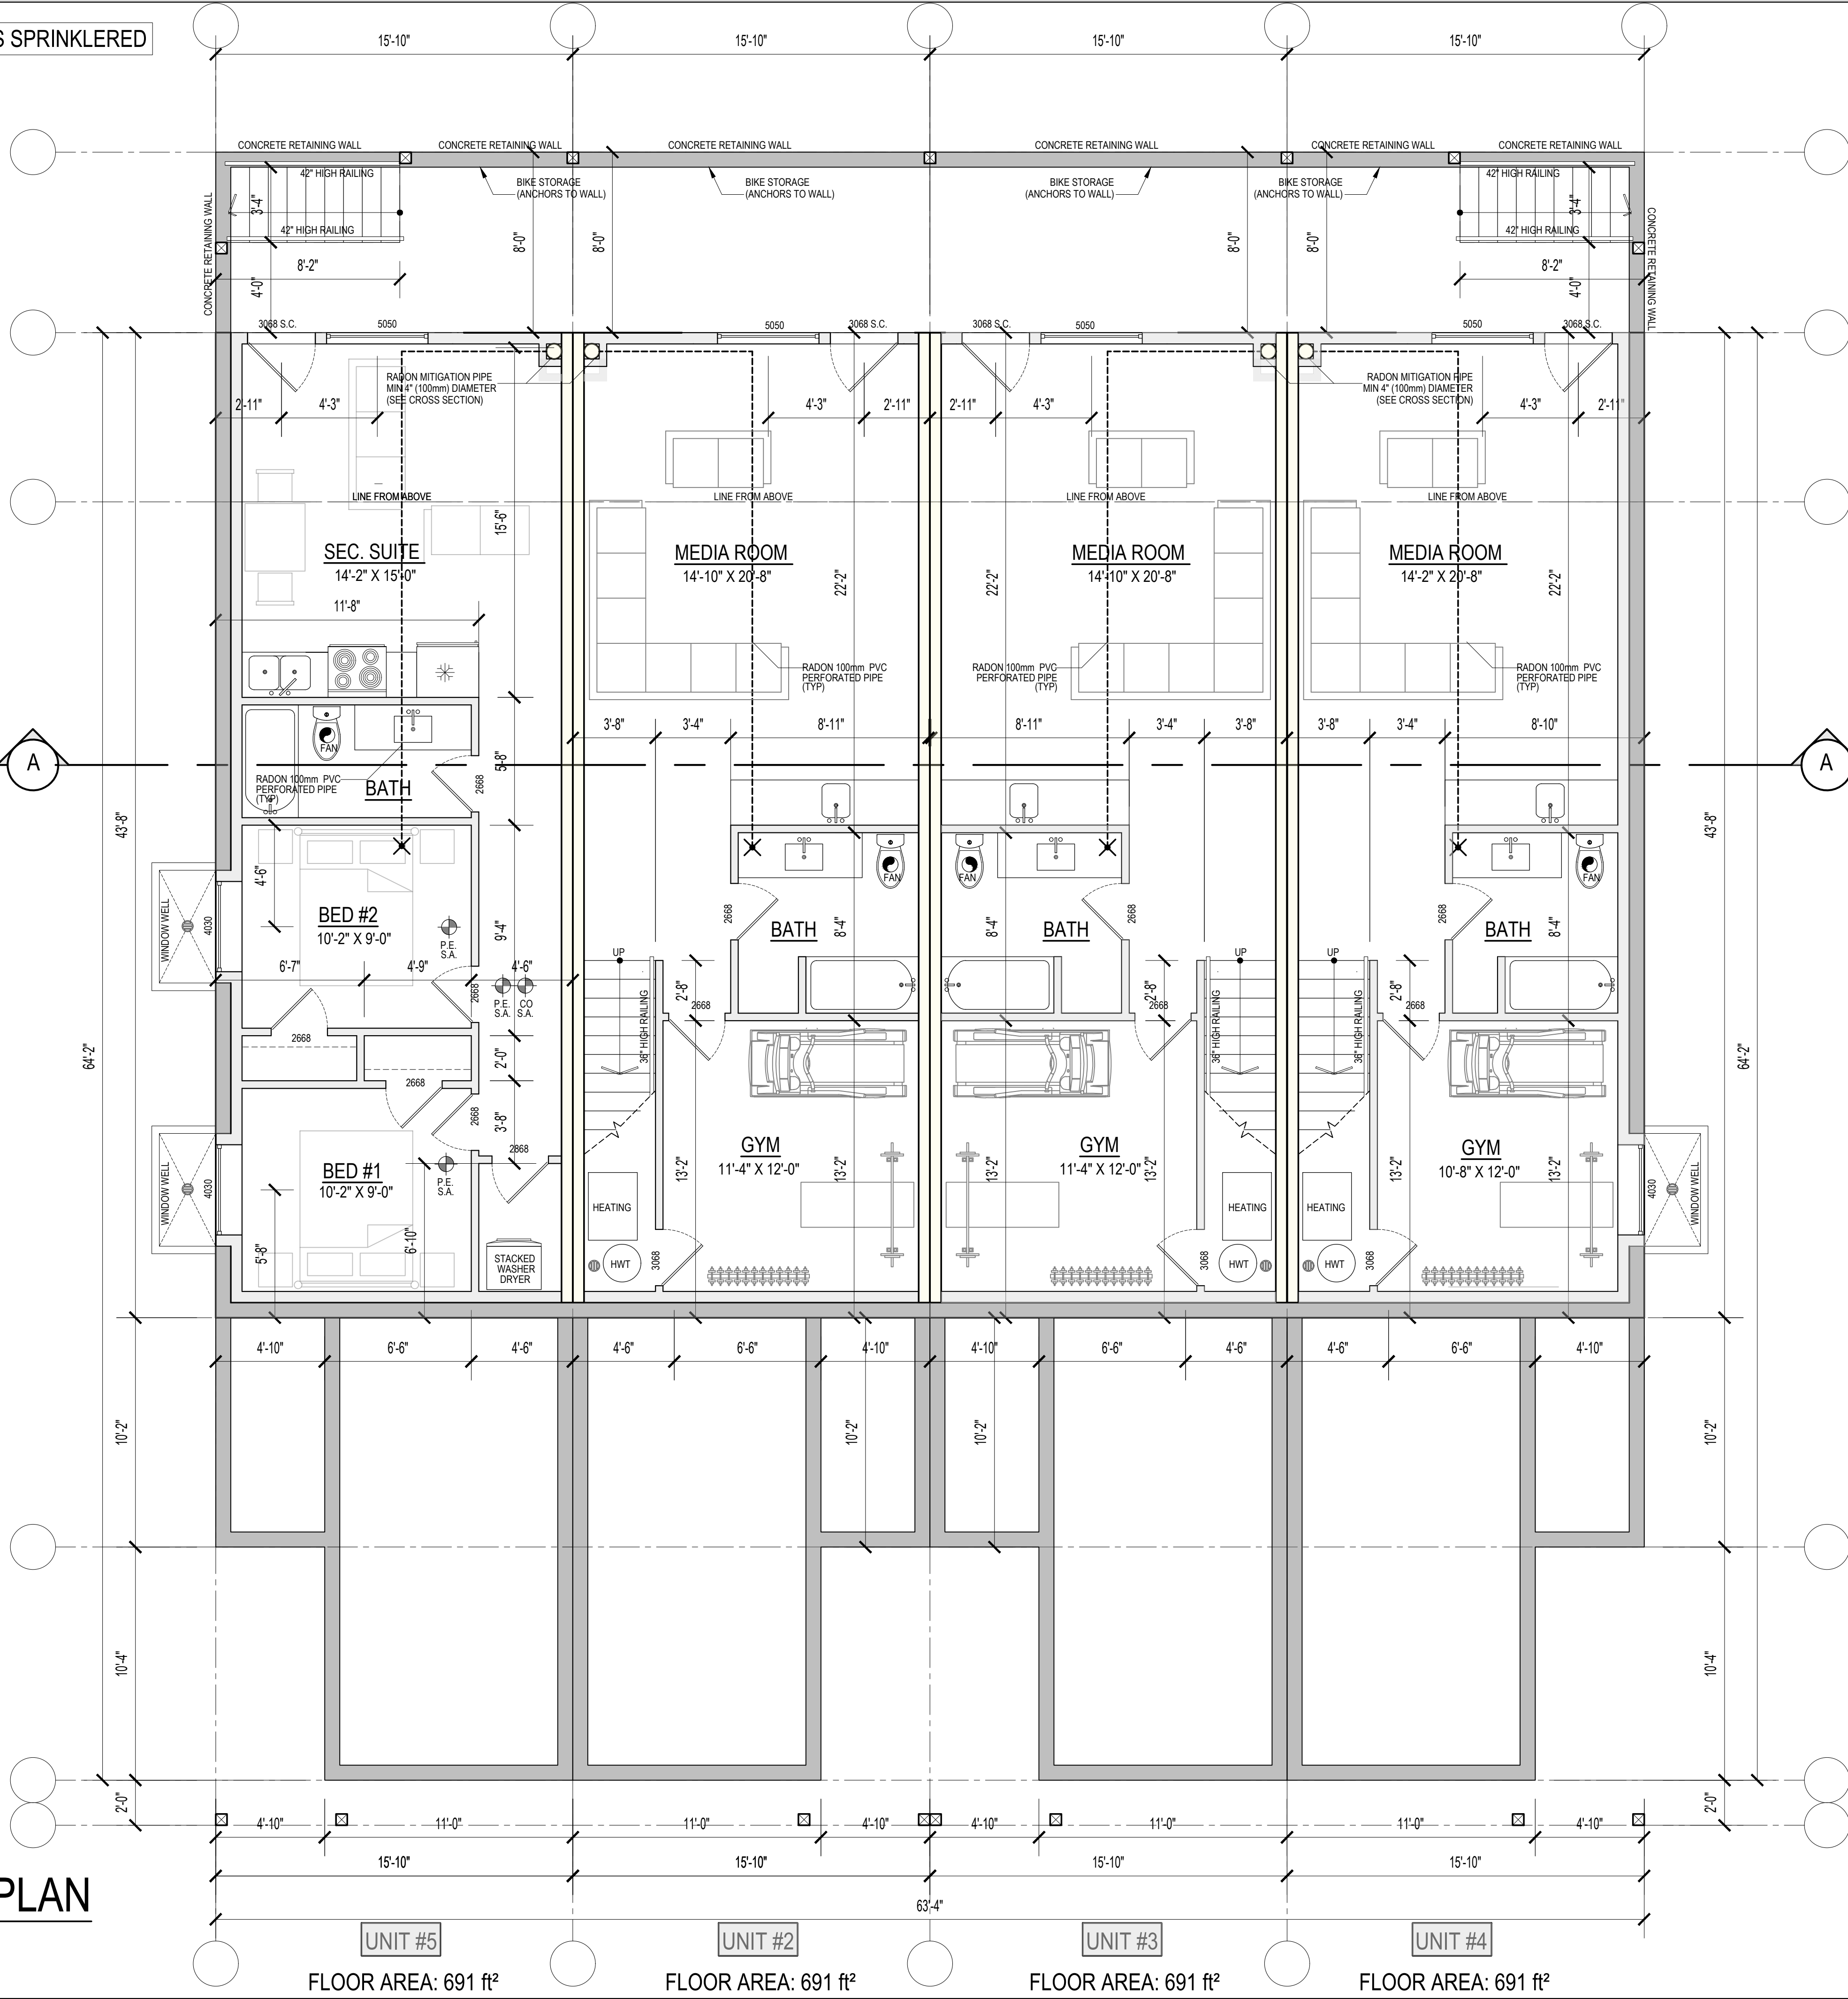 S SPRINKLERED
15'-10" 15'-10" 15'-10" 15'-10"
CONCRETE RETAINING WALL CONCRETE RETAINING WALL CONCRETE RETAINING WALL CONCRETE RETAINING WALL CONCRETE RETAINING WALL CONCRETE RETAINING WALL
42" HIGH RAILING 42" HIGH RAILING
BIKE STORAGE
(ANCHORS TO WALL)
BIKE STORAGE
(ANCHORS TO WALL)
BIKE STORAGE
(ANCHORS TO WALL)
BIKE STORAGE
(ANCHORS TO WALL)
CONCRETE RETAINING WALL
CONCRETE RETAINING WALL
3'-4" 3'-4"
42" HIGH RAILING 42" HIGH RAILING
8'-0" 8'-0" 8'-0" 8'-0"
8'-2" 8'-2"
4'-0" 4'-0"
3068 S.C. 5050 5050 3068 S.C. 3068 S.C. 5050 5050 3068 S.C.
RADON MITIGATION PIPE
MIN 4" (100mm) DIAMETER
(SEE CROSS SECTION)
RADON MITIGATION PIPE
MIN 4" (100mm) DIAMETER
(SEE CROSS SECTION)
2'-11" 4'-3" 4'-3" 2'-11" 2'-11" 4'-3" 4'-3" 2'-11"
LINE FROM ABOVE LINE FROM ABOVE LINE FROM ABOVE LINE FROM ABOVE
15'-6"
SEC. SUITE
14'-2" X 15'-0"
MEDIA ROOM
14'-10" X 20'-8"
MEDIA ROOM
14'-10" X 20'-8"
MEDIA ROOM
14'-2" X 20'-8"
22'-2" 22'-2" 22'-2"
11'-8"
RADON 100mm PVC
PERFORATED PIPE
(TYP)
RADON 100mm PVC
PERFORATED PIPE
(TYP)
RADON 100mm PVC
PERFORATED PIPE
(TYP)
3'-8" 3'-4" 8'-11" 8'-11" 3'-4" 3'-8" 3'-8" 3'-4" 8'-10"
FAN
A A
5'-8"
RADON 100mm PVC
PERFORATED PIPE
(TYP)
BATH
2668
43'-8" 43'-8"
4'-6"
FAN FAN FAN
WINDOW WELL
4030
BED #2
10'-2" X 9'-0"
P.E.
S.A.
9'-4"
2668 2668 2668
BATH BATH BATH
8'-4" 8'-4" 8'-4"
UP UP UP
6'-7" 4'-9" 4'-6"
2668
P.E.
S.A.
CO
S.A.
2'-8" 2'-8" 2'-8"
2668 2668 2668
36" HIGH RAILING 36" HIGH RAILING 36" HIGH RAILING
2668
64'-2" 64'-2"
2'-0"
2668
2668
3'-8"
2868
WINDOW WELL
4030
BED #1
10'-2" X 9'-0"
P.E.
S.A.
GYM
11'-4" X 12'-0"
GYM
11'-4" X 12'-0"
GYM
10'-8" X 12'-0"
13'-2" 13'-2" 13'-2" 13'-2" 13'-2" 13'-2"
4030
WINDOW WELL
HEATING HEATING HEATING
5'-8" 6'-10"
STACKED
WASHER
DRYER
HWT HWT HWT
3068 3068 3068
4'-10" 6'-6" 4'-6" 4'-6" 6'-6" 4'-10" 4'-10" 6'-6" 4'-6" 4'-6" 6'-6" 4'-10"
10'-2" 10'-2" 10'-2" 10'-2"
10'-4" 10'-4"
2'-0" 2'-0"
4'-10" 11'-0" 11'-0" 4'-10" 4'-10" 11'-0" 11'-0" 4'-10"
15'-10" 15'-10" 15'-10" 15'-10"
PLAN
63'-4"
UNIT #5 UNIT #2 UNIT #3 UNIT #4
FLOOR AREA: 691 ft² FLOOR AREA: 691 ft² FLOOR AREA: 691 ft² FLOOR AREA: 691 ft²